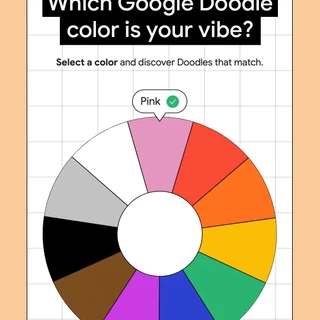 Which Google Doodle
color is your vibe?
Select a color and discover Doodles that match.
Pink